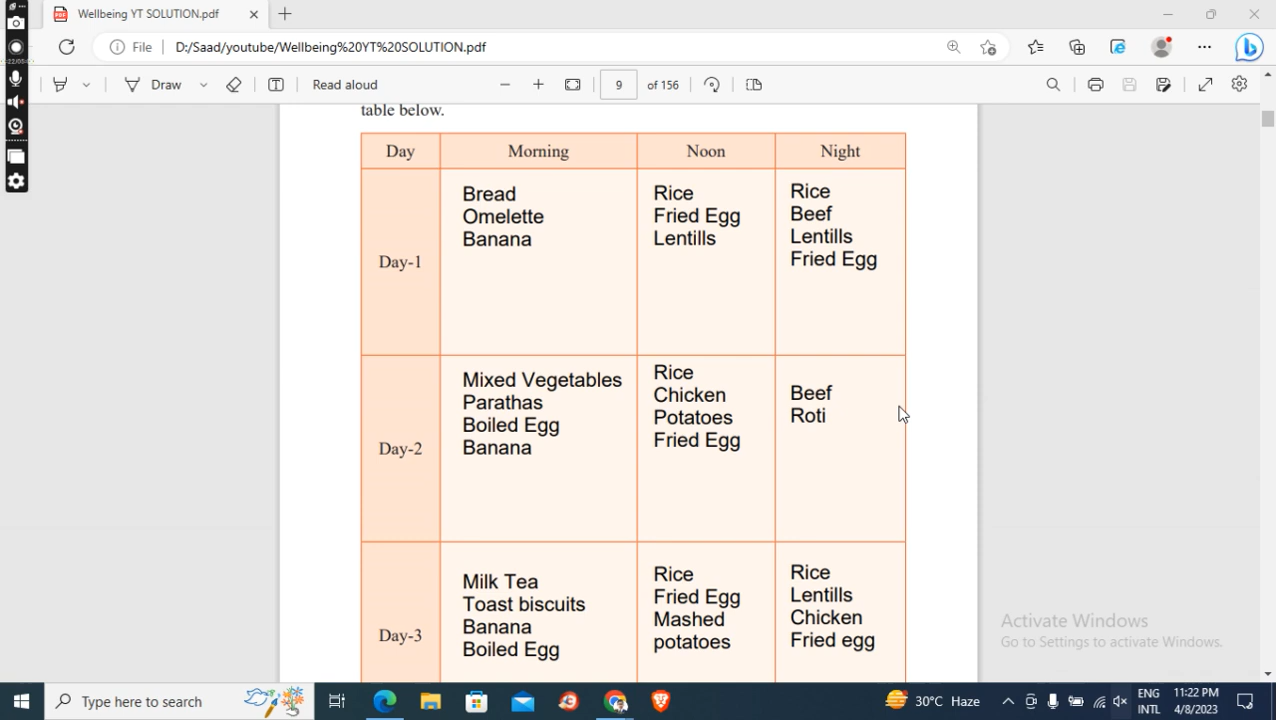 Wellbeing YT SOLUTION.pdf
File D:/Saad/youtube/Wellbeing%20YT%20SOLUTION.pdf
Draw
Read aloud
9 of 156
table below.
Day Morning Noon Night
Day-1
Bread
Omelette
Banana
Rice
Fried Egg
Lentills
Rice
Beef
Lentills
Fried Egg
Day-2
Mixed Vegetables
Parathas
Boiled Egg
Banana
Rice
Chicken
Potatoes
Fried Egg
Beef
Roti
Day-3
Milk Tea
Toast biscuits
Banana
Boiled Egg
Rice
Fried Egg
Mashed
potatoes
Rice
Lentills
Chicken
Fried egg
Activate Windows
Go to Settings to activate Windows.
Type here to search
30°C Haze
ENG
INTL
11:22 PM
4/8/2023